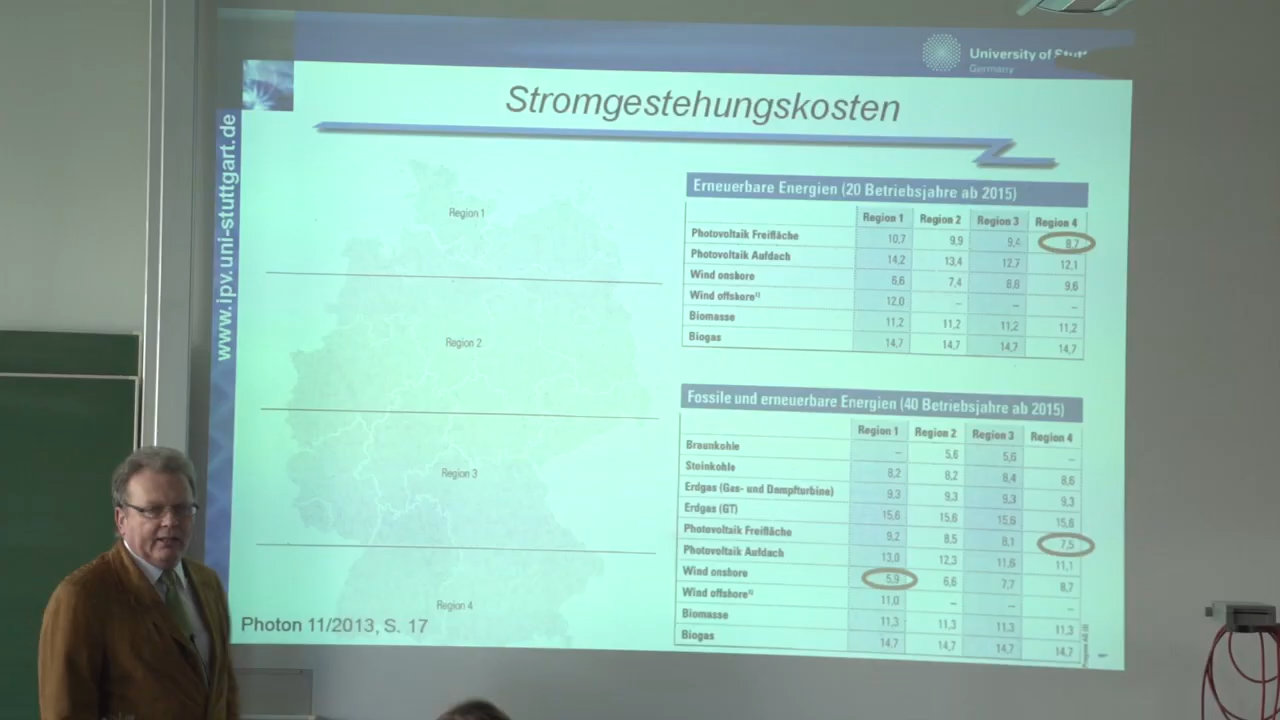 University of Stutt
Germany
Stromgestehungskosten
www.ipv.uni-stuttgart.de
Region 1
Region 2
Region 3
Region 4
Photon 11/2013, S. 17
Erneuerbare Energien (20 Betriebsjahre ab 2015)
Region 1 Region 2 Region 3 Region 4
Photovoltaik Freifläche 10,7 9,9 9,4 8,7
Photovoltaik Aufdach 14,2 13,4 12,7 12,1
Wind onshore 6,6 7,4 8,6 9,6
Wind offshore¹⁾ 12,0 – – –
Biomasse 11,2 11,2 11,2 11,2
Biogas 14,7 14,7 14,7 14,7
Fossile und erneuerbare Energien (40 Betriebsjahre ab 2015)
Region 1 Region 2 Region 3 Region 4
Braunkohle – 5,6 5,6 –
Steinkohle 8,2 8,2 8,4 8,6
Erdgas (Gas- und Dampfturbine) 9,3 9,3 9,3 9,3
Erdgas (GT) 15,6 15,6 15,6 15,6
Photovoltaik Freifläche 9,2 8,5 8,1 7,5
Photovoltaik Aufdach 13,0 12,3 11,6 11,1
Wind onshore 5,9 6,6 7,7 8,7
Wind offshore 11,0 – – –
Biomasse 11,3 11,3 11,3 11,3
Biogas 14,7 14,7 14,7 14,7